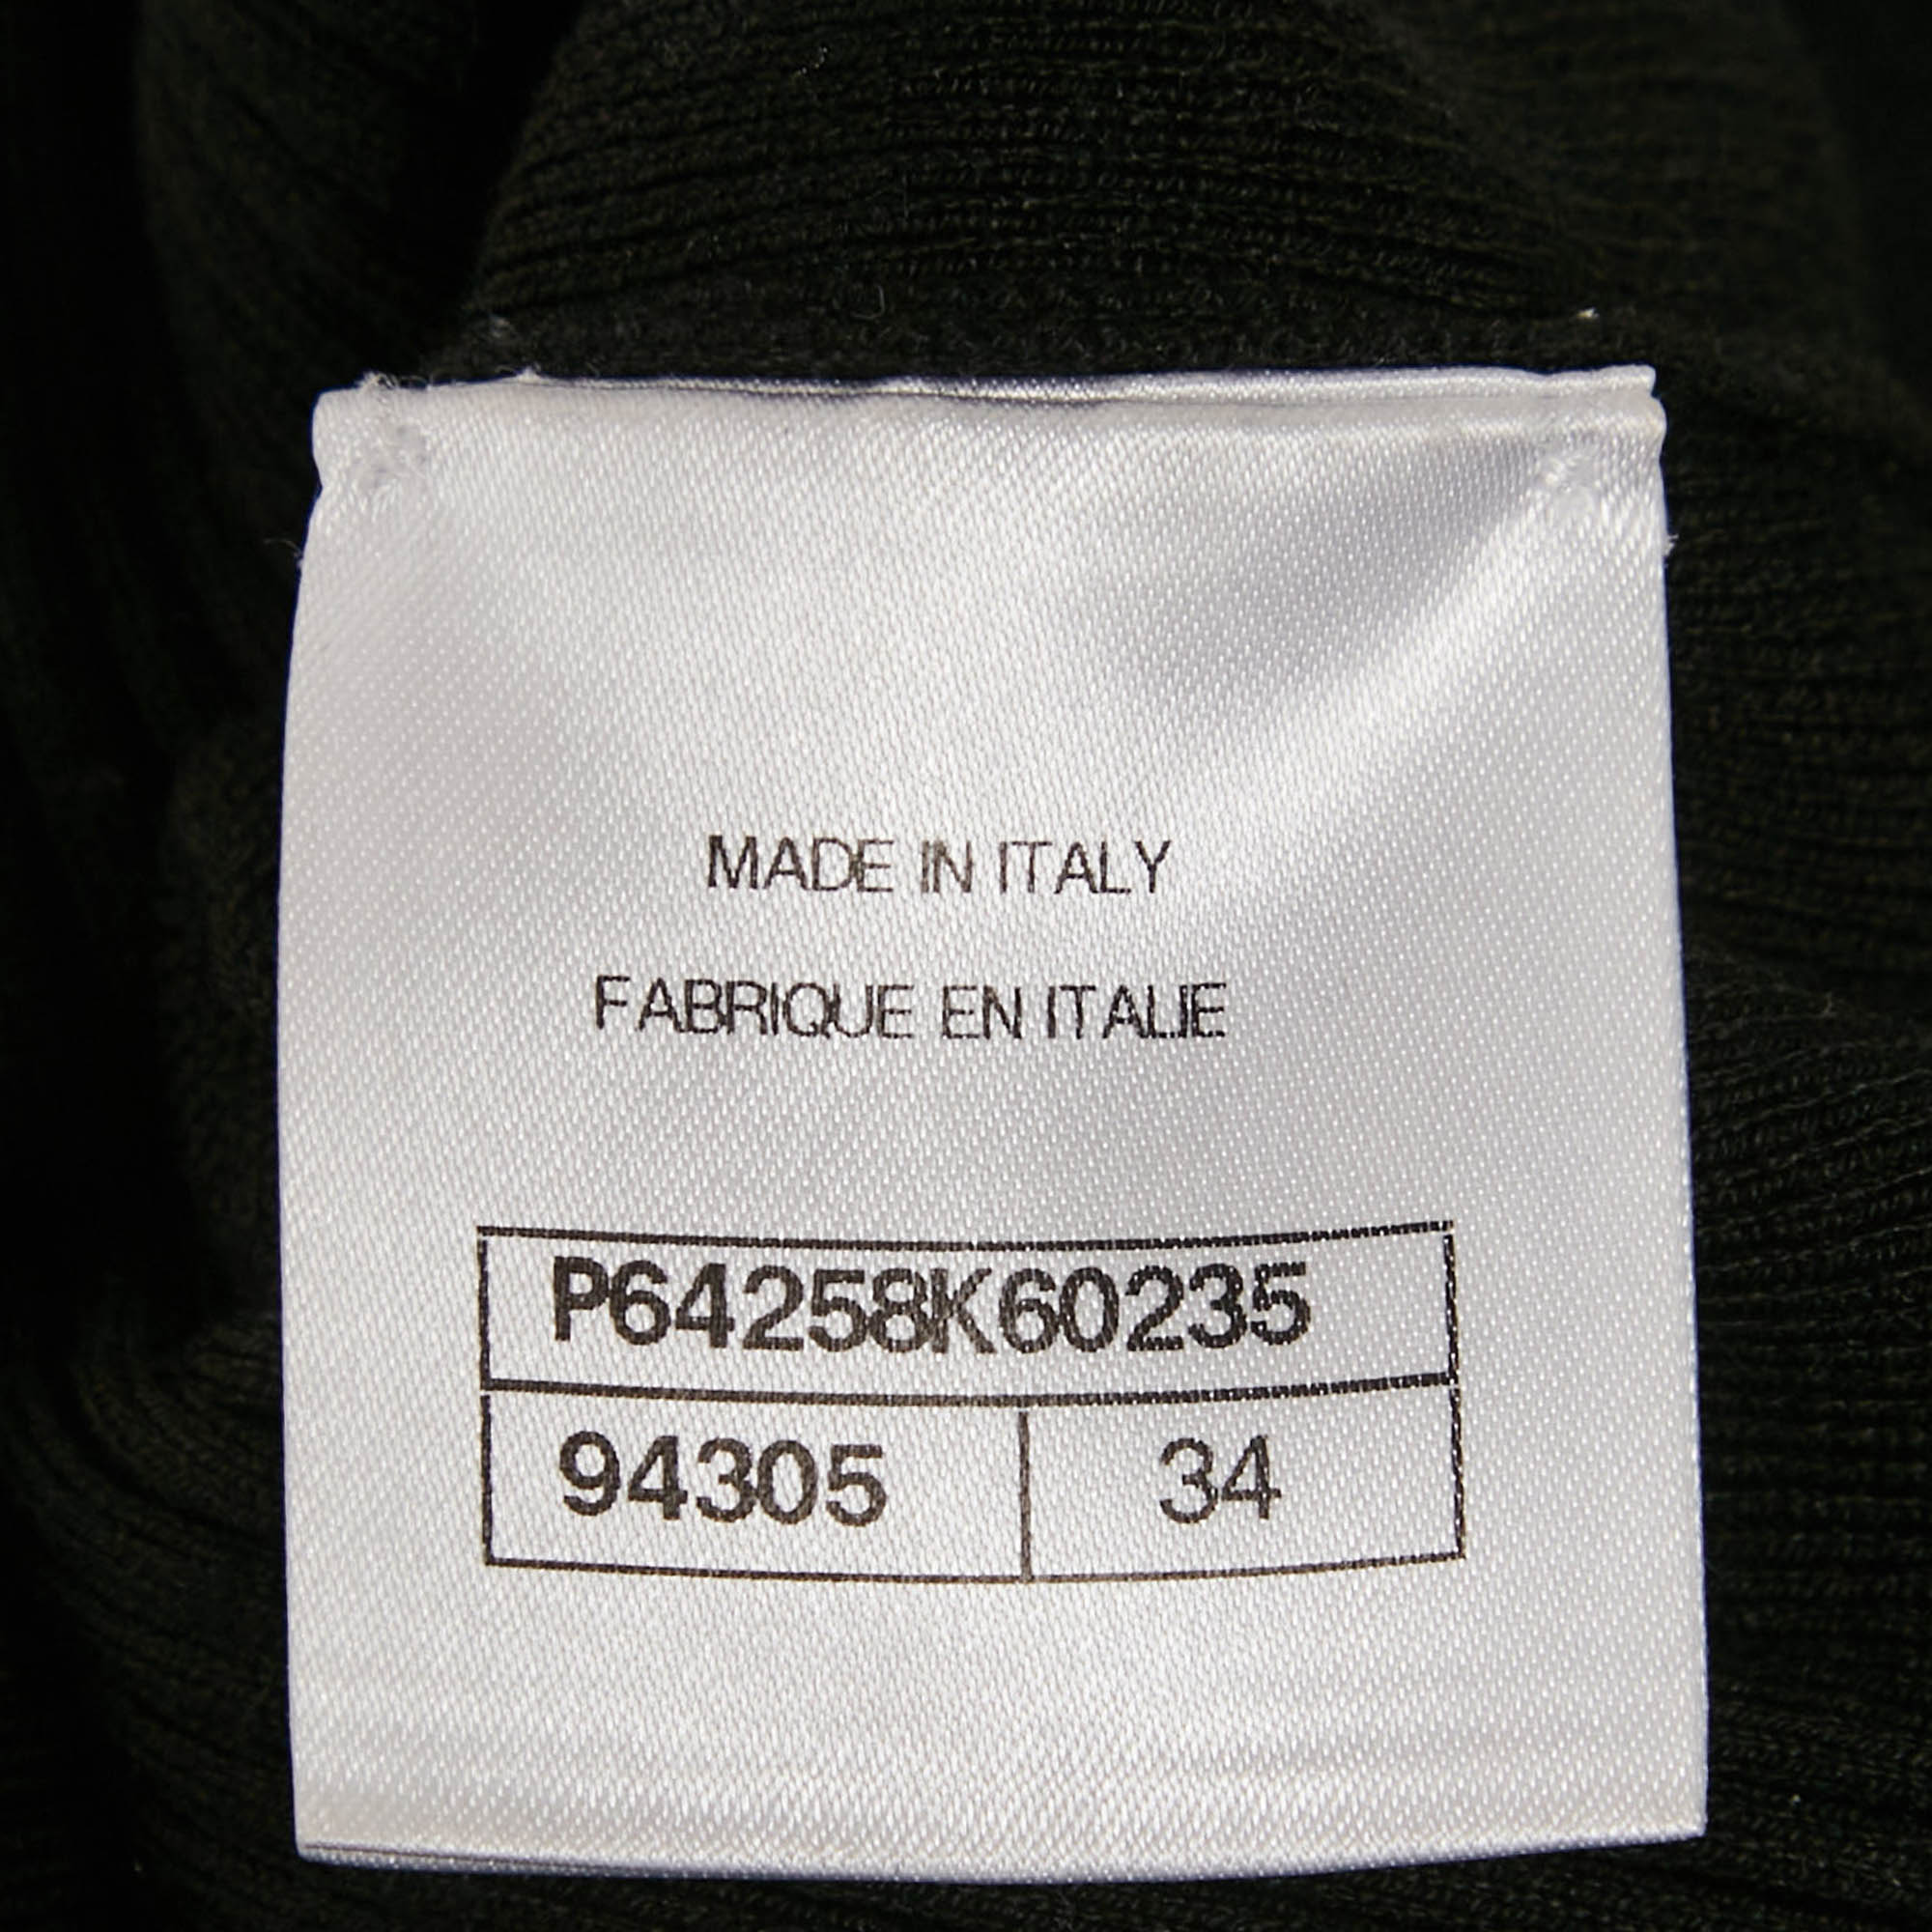 MADE IN ITALY
FABRIQUE EN ITALIE
P64258K60235
94305 34